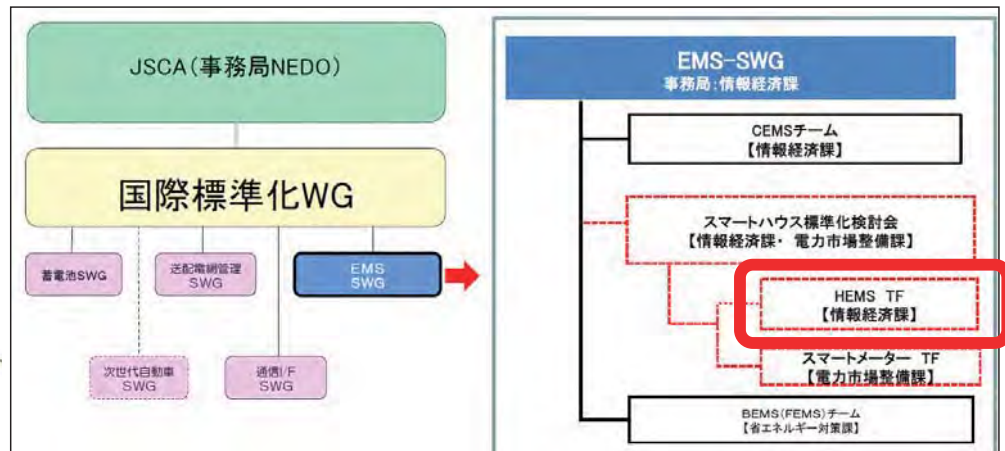 JSCA(事務局NEDO)
国際標準化WG
蓄電池SWG
送配電網管理
SWG
EMS
SWG
次世代自動車
SWG
通信I/F
SWG
EMS-SWG
事務局:情報経済課
CEMSチーム
【情報経済課】
スマートハウス標準化検討会
【情報経済課・電力市場整備課】
HEMS TF
【情報経済課】
スマートメーター TF
【電力市場整備課】
BEMS(FEMS)チーム
【省エネルギー対策課】